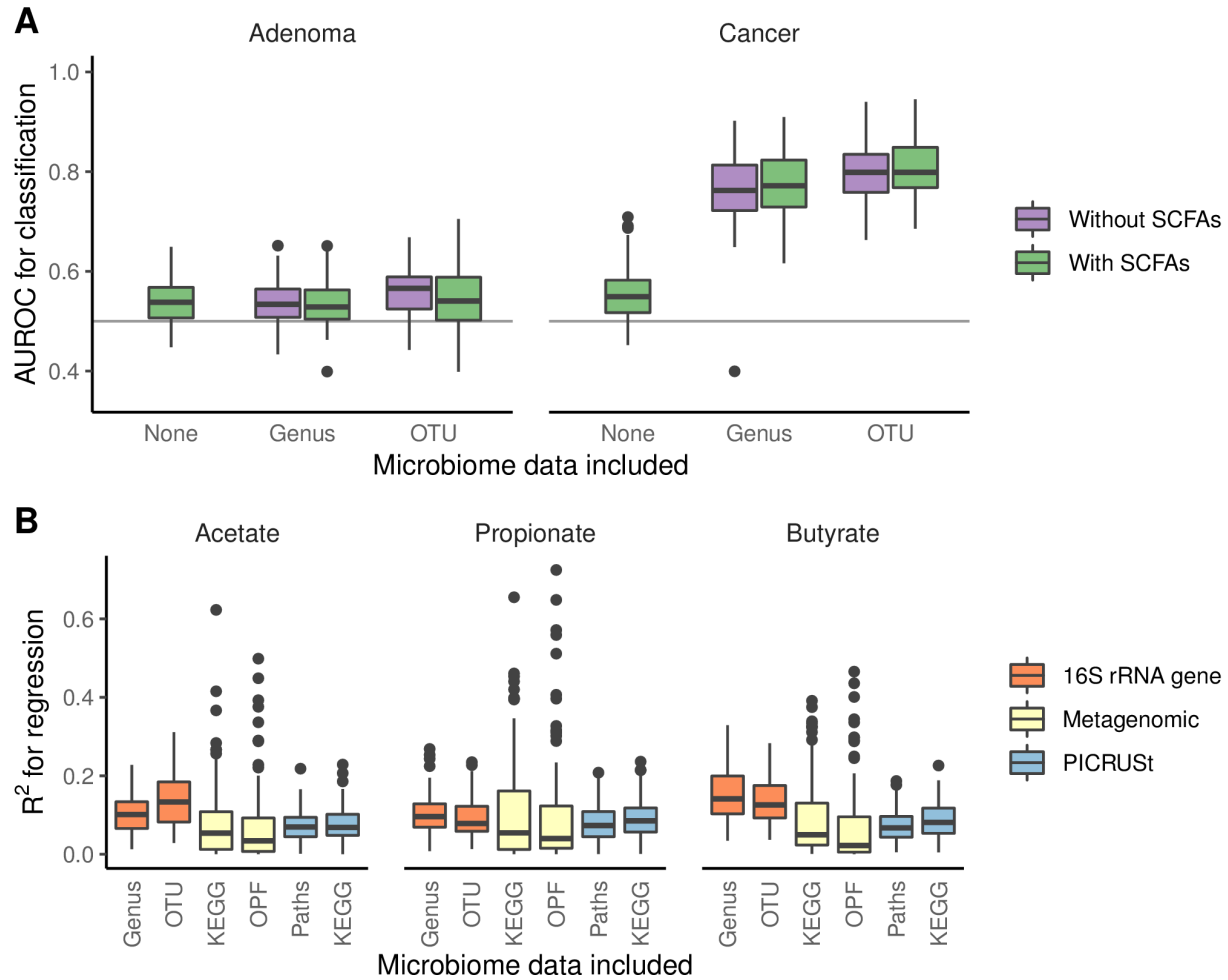 A
Adenoma
Cancer
AUROC for classification
1.0
0.8
0.6
0.4
None
Genus
OTU
None
Genus
OTU
Microbiome data included
Without SCFAs
With SCFAs
B
Acetate
Propionate
Butyrate
R² for regression
0.6
0.4
0.2
0.0
Genus
OTU
KEGG
OPF
Paths
KEGG
Genus
OTU
KEGG
OPF
Paths
KEGG
Genus
OTU
KEGG
OPF
Paths
KEGG
Microbiome data included
16S rRNA gene
Metagenomic
PICRUSt